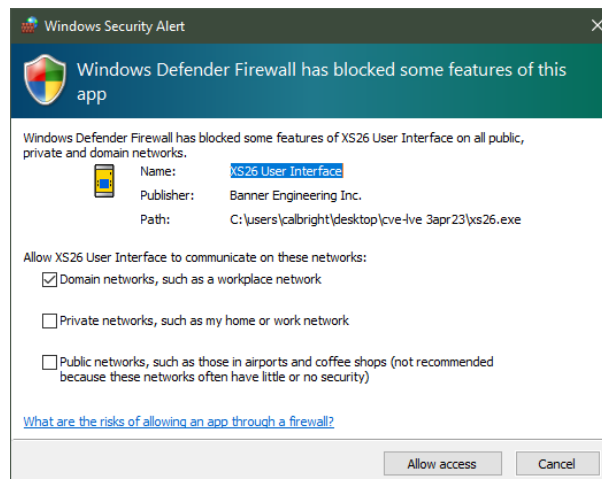 Windows Security Alert
Windows Defender Firewall has blocked some features of this
app
Windows Defender Firewall has blocked some features of XS26 User Interface on all public,
private and domain networks.
Name: XS26 User Interface
Publisher: Banner Engineering Inc.
Path: C:\users\calbright\desktop\cve-lve 3apr23\xs26.exe
Allow XS26 User Interface to communicate on these networks:
Domain networks, such as a workplace network
Private networks, such as my home or work network
Public networks, such as those in airports and coffee shops (not recommended
because these networks often have little or no security)
What are the risks of allowing an app through a firewall?
Allow access Cancel